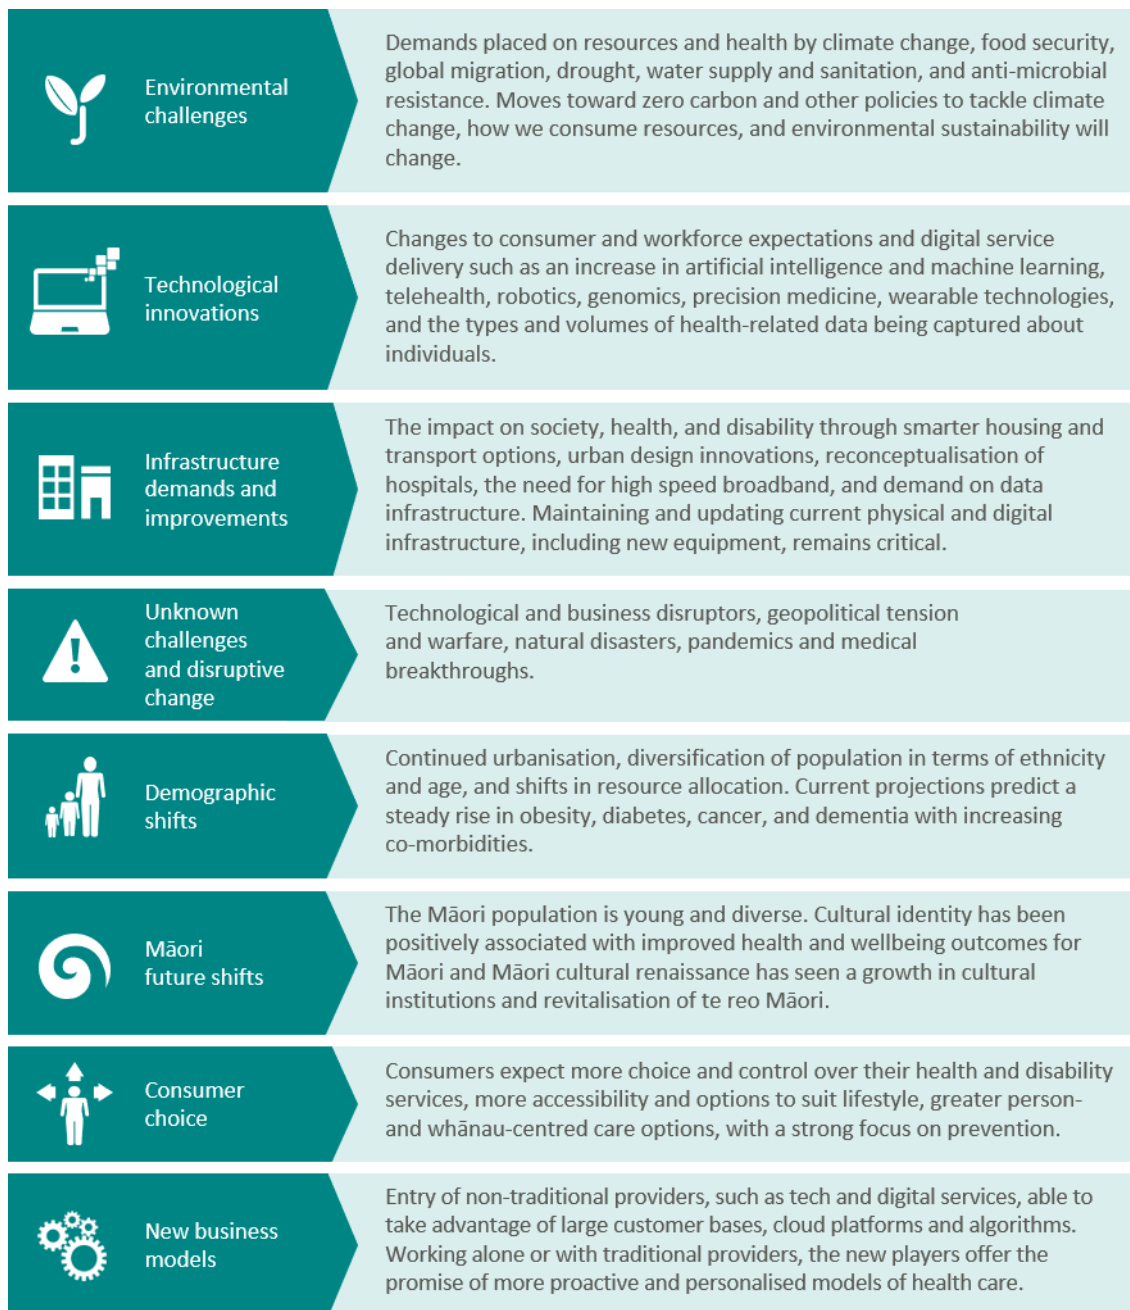 Environmental
challenges
Demands placed on resources and health by climate change, food security,
global migration, drought, water supply and sanitation, and anti-microbial
resistance. Moves toward zero carbon and other policies to tackle climate
change, how we consume resources, and environmental sustainability will
change.
Technological
innovations
Changes to consumer and workforce expectations and digital service
delivery such as an increase in artificial intelligence and machine learning,
telehealth, robotics, genomics, precision medicine, wearable technologies,
and the types and volumes of health-related data being captured about
individuals.
Infrastructure
demands and
improvements
The impact on society, health, and disability through smarter housing and
transport options, urban design innovations, reconceptualisation of
hospitals, the need for high speed broadband, and demand on data
infrastructure. Maintaining and updating current physical and digital
infrastructure, including new equipment, remains critical.
Unknown
challenges
and disruptive
change
Technological and business disruptors, geopolitical tension
and warfare, natural disasters, pandemics and medical
breakthroughs.
Demographic
shifts
Continued urbanisation, diversification of population in terms of ethnicity
and age, and shifts in resource allocation. Current projections predict a
steady rise in obesity, diabetes, cancer, and dementia with increasing
co-morbidities.
Māori
future shifts
The Māori population is young and diverse. Cultural identity has been
positively associated with improved health and wellbeing outcomes for
Māori and Māori cultural renaissance has seen a growth in cultural
institutions and revitalisation of te reo Māori.
Consumer
choice
Consumers expect more choice and control over their health and disability
services, more accessibility and options to suit lifestyle, greater person-
and whānau-centred care options, with a strong focus on prevention.
New business
models
Entry of non-traditional providers, such as tech and digital services, able to
take advantage of large customer bases, cloud platforms and algorithms.
Working alone or with traditional providers, the new players offer the
promise of more proactive and personalised models of health care.